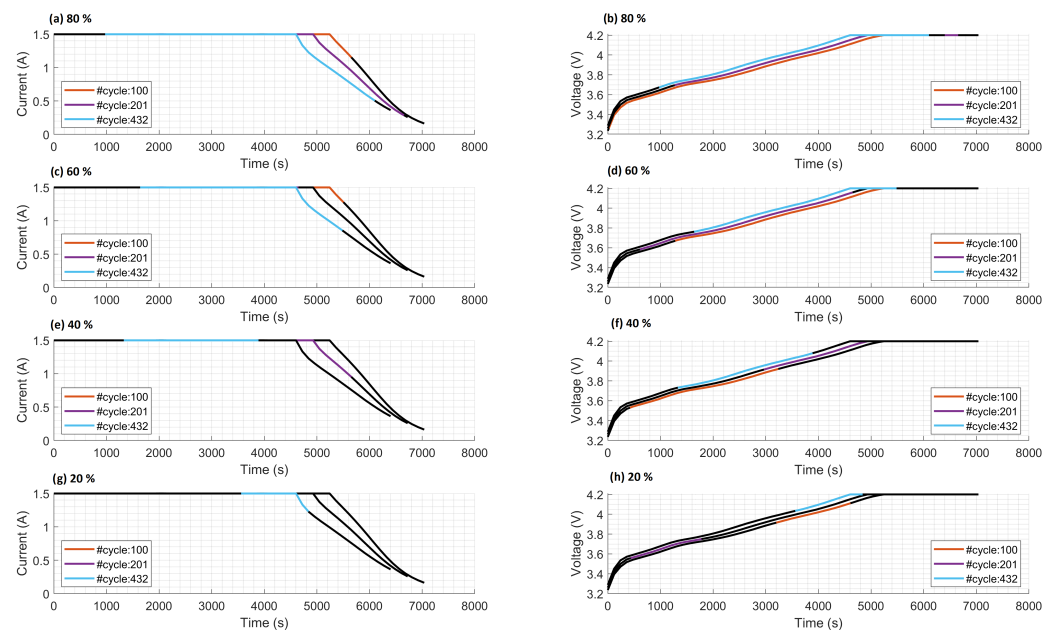 (a) 80 %
Current (A)
1.5
1
0.5
0
#cycle:100
#cycle:201
#cycle:432
0 1000 2000 3000 4000 5000 6000 7000 8000
Time (s)
(b) 80 %
Voltage (V)
4.2
4.0
3.8
3.6
3.4
3.2
#cycle:100
#cycle:201
#cycle:432
0 1000 2000 3000 4000 5000 6000 7000 8000
Time (s)
(c) 60 %
Current (A)
1.5
1
0.5
0
#cycle:100
#cycle:201
#cycle:432
0 1000 2000 3000 4000 5000 6000 7000 8000
Time (s)
(d) 60 %
Voltage (V)
4.2
4.0
3.8
3.6
3.4
3.2
#cycle:100
#cycle:201
#cycle:432
0 1000 2000 3000 4000 5000 6000 7000 8000
Time (s)
(e) 40 %
Current (A)
1.5
1
0.5
0
#cycle:100
#cycle:201
#cycle:432
0 1000 2000 3000 4000 5000 6000 7000 8000
Time (s)
(f) 40 %
Voltage (V)
4.2
4.0
3.8
3.6
3.4
3.2
#cycle:100
#cycle:201
#cycle:432
0 1000 2000 3000 4000 5000 6000 7000 8000
Time (s)
(g) 20 %
Current (A)
1.5
1
0.5
0
#cycle:100
#cycle:201
#cycle:432
0 1000 2000 3000 4000 5000 6000 7000 8000
Time (s)
(h) 20 %
Voltage (V)
4.2
4.0
3.8
3.6
3.4
3.2
#cycle:100
#cycle:201
#cycle:432
0 1000 2000 3000 4000 5000 6000 7000 8000
Time (s)